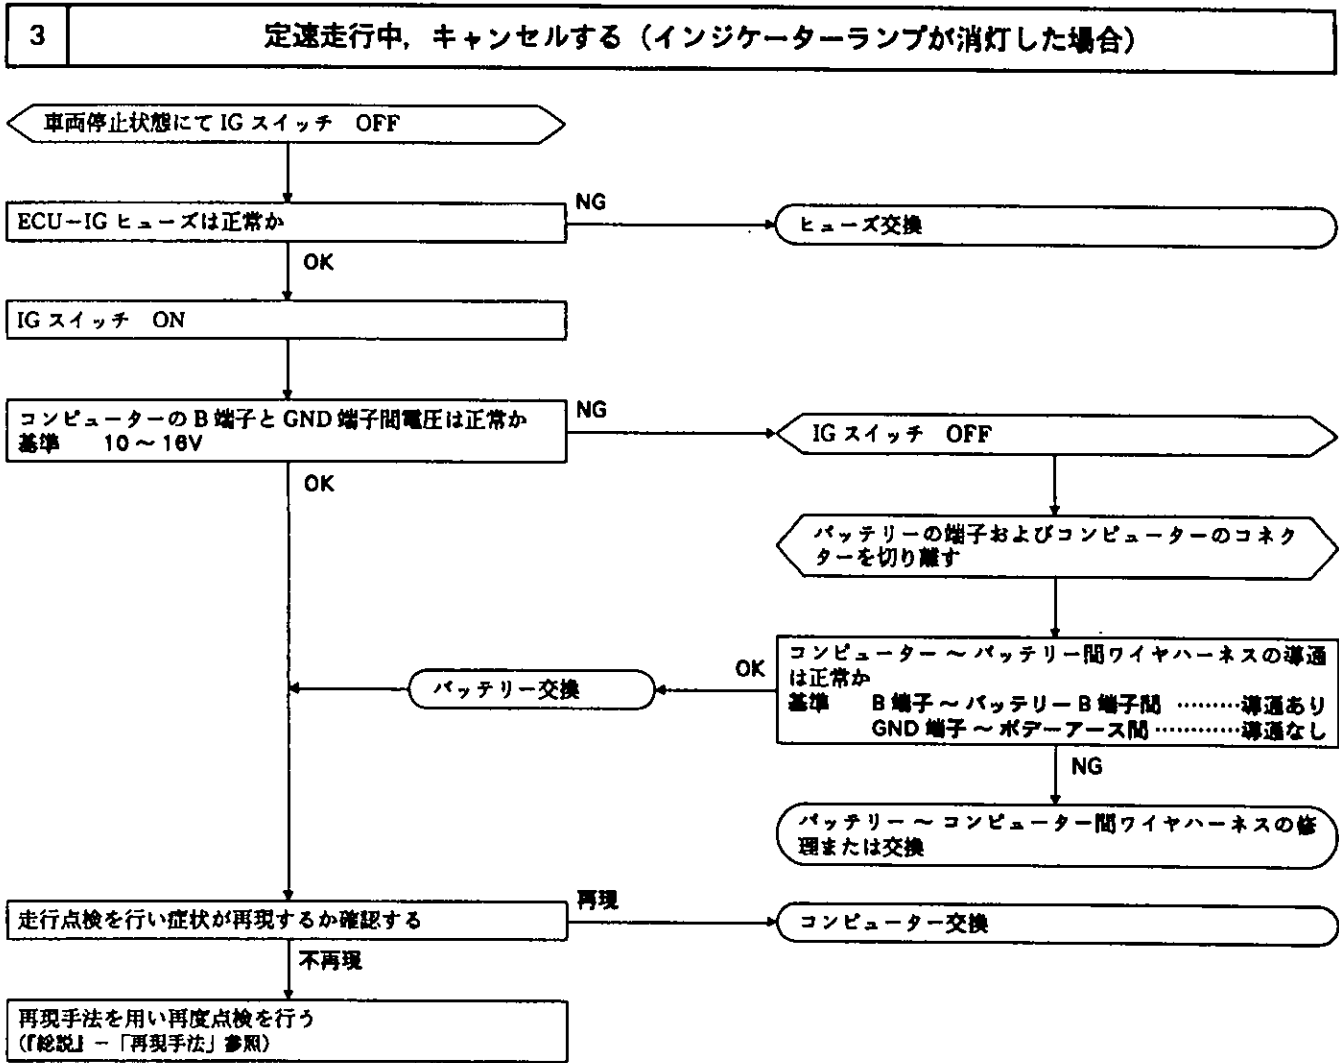 3
定速走行中，キャンセルする（インジケーターランプが消灯した場合）
車両停止状態にて IG スイッチ　OFF
ECU－IG ヒューズは正常か
NG
ヒューズ交換
OK
IG スイッチ　ON
コンピューターの B 端子と GND 端子間電圧は正常か
基準　　10 ～ 16V
NG
IG スイッチ　OFF
OK
バッテリーの端子およびコンピューターのコネク
ターを切り離す
コンピューター ～ バッテリー間ワイヤハーネスの導通
は正常か
基準　　B 端子 ～ バッテリー B 端子間 ………導通あり
GND 端子 ～ ボデーアース間 …………導通なし
OK
バッテリー交換
NG
バッテリー ～ コンピューター間ワイヤハーネスの修
理または交換
走行点検を行い症状が再現するか確認する
再現
コンピューター交換
不再現
再現手法を用い再度点検を行う
（『総説』－「再現手法」参照）